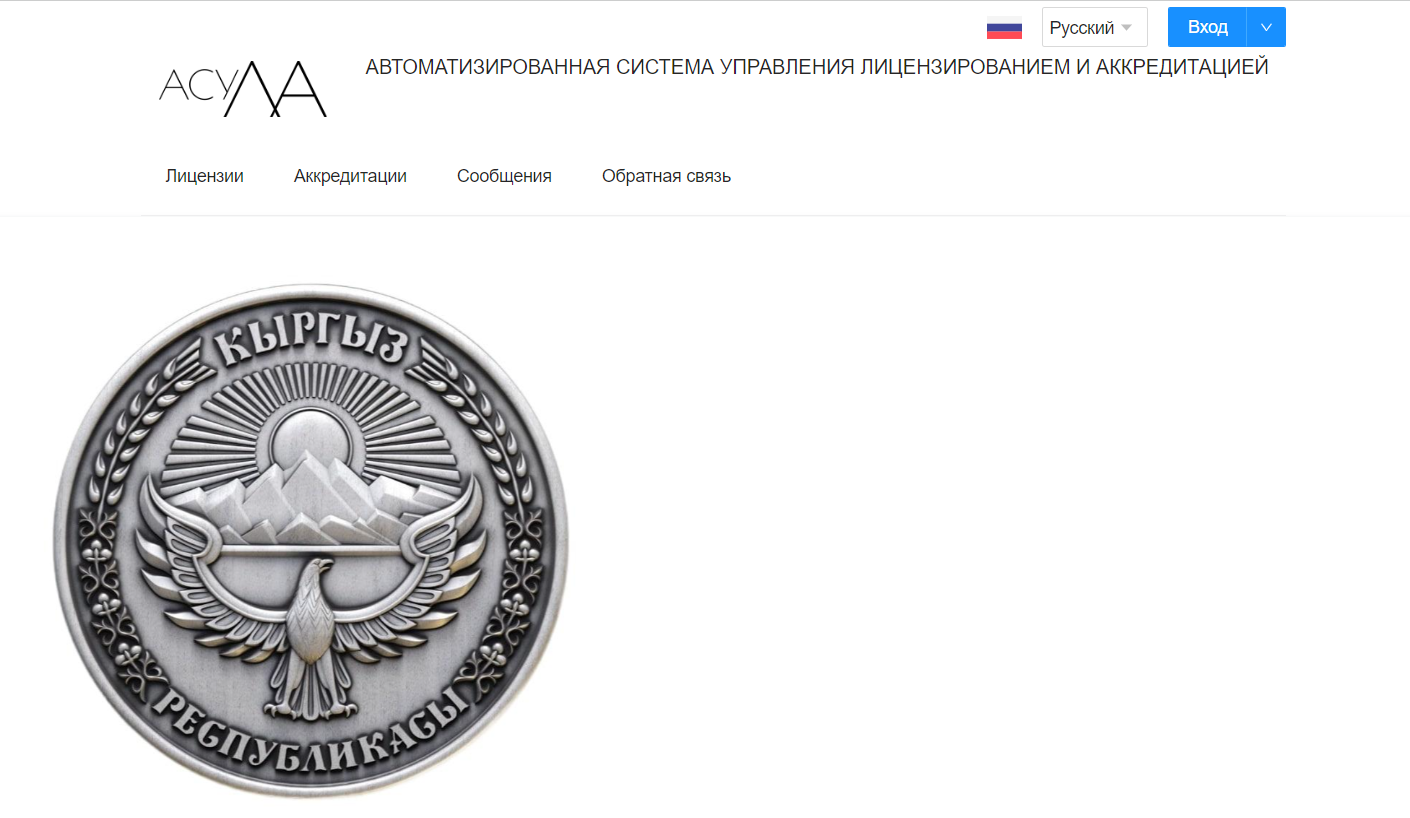 Русский
Вход
АСУЛА
АВТОМАТИЗИРОВАННАЯ СИСТЕМА УПРАВЛЕНИЯ ЛИЦЕНЗИРОВАНИЕМ И АККРЕДИТАЦИЕЙ
Лицензии Аккредитации Сообщения Обратная связь
КЫРГЫЗ
РЕСПУБЛИКАСЫ